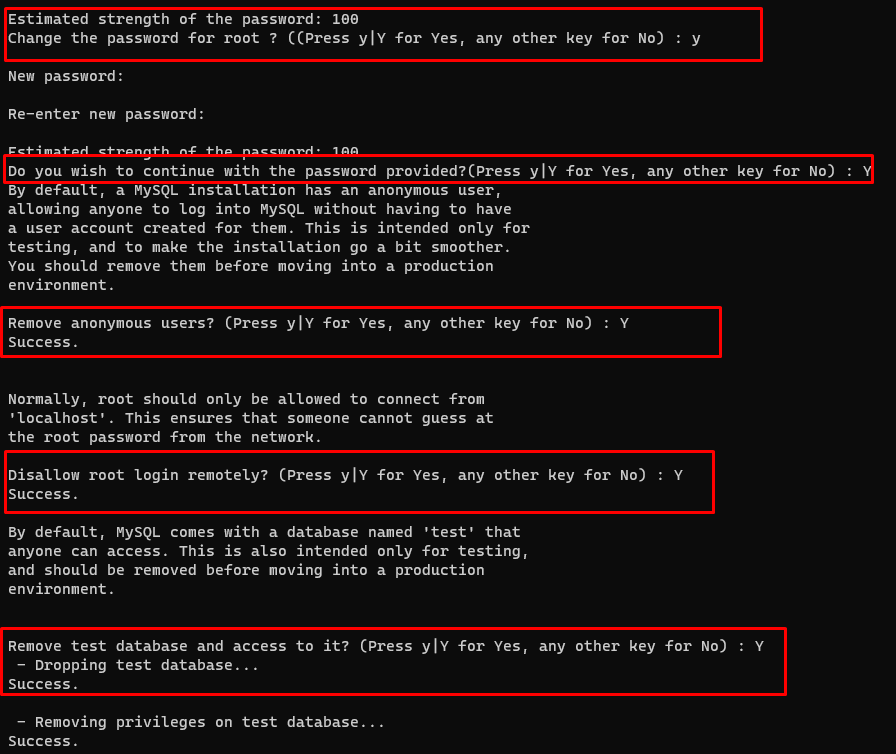 Estimated strength of the password: 100
Change the password for root ? ((Press y|Y for Yes, any other key for No) : y
New password:
Re-enter new password:
Estimated strength of the password: 100
Do you wish to continue with the password provided?(Press y|Y for Yes, any other key for No) : Y
By default, a MySQL installation has an anonymous user,
allowing anyone to log into MySQL without having to have
a user account created for them. This is intended only for
testing, and to make the installation go a bit smoother.
You should remove them before moving into a production
environment.
Remove anonymous users? (Press y|Y for Yes, any other key for No) : Y
Success.
Normally, root should only be allowed to connect from
'localhost'. This ensures that someone cannot guess at
the root password from the network.
Disallow root login remotely? (Press y|Y for Yes, any other key for No) : Y
Success.
By default, MySQL comes with a database named 'test' that
anyone can access. This is also intended only for testing,
and should be removed before moving into a production
environment.
Remove test database and access to it? (Press y|Y for Yes, any other key for No) : Y
 - Dropping test database...
Success.
 - Removing privileges on test database...
Success.